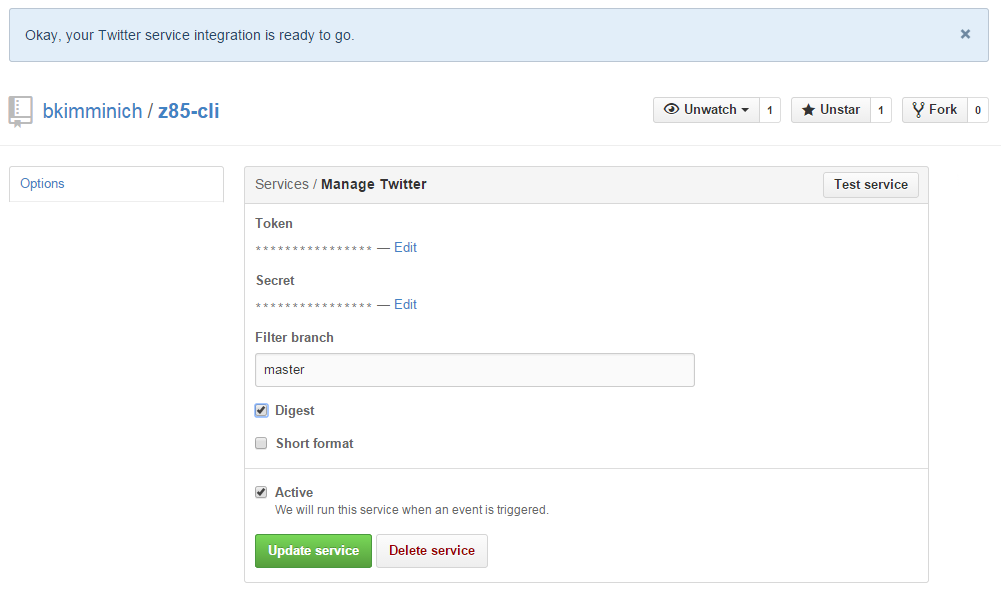 Okay, your Twitter service integration is ready to go. ×
bkimminich / z85-cli
Unwatch 1 Unstar 1 Fork 0
Options
Services / Manage Twitter Test service
Token
**************** — Edit
Secret
**************** — Edit
Filter branch
master
Digest
Short format
Active
We will run this service when an event is triggered.
Update service Delete service